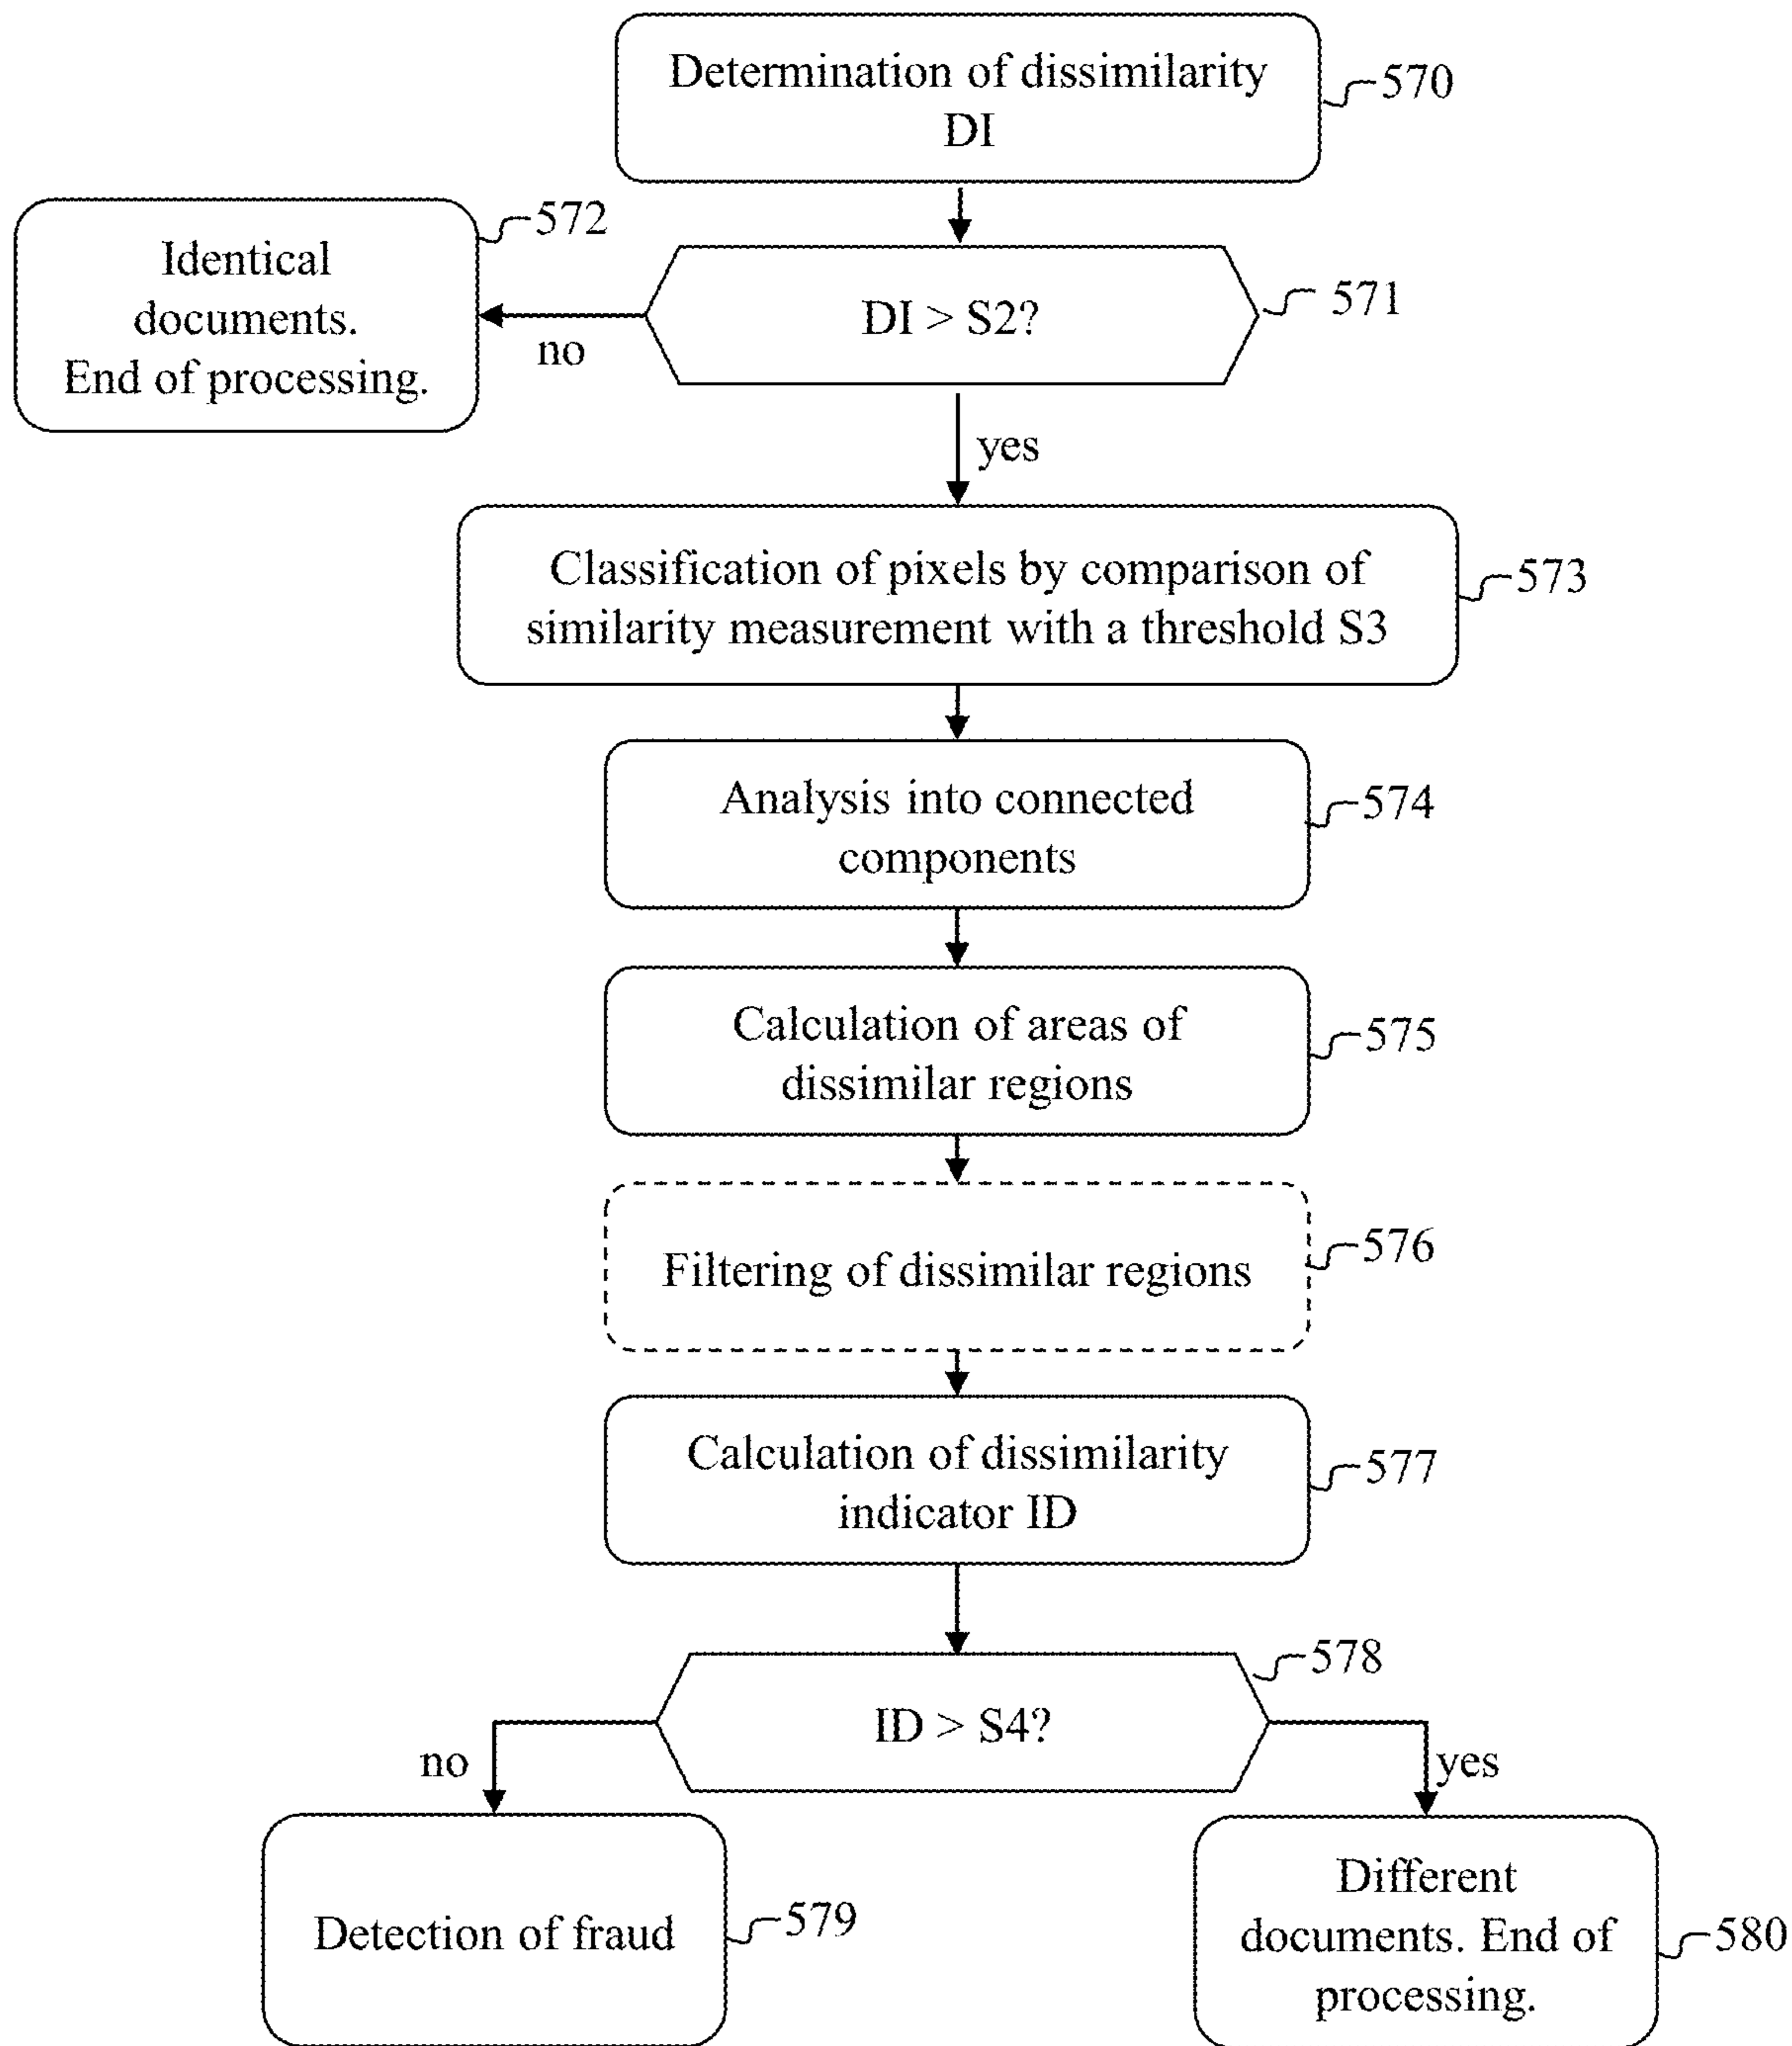 Determination of dissimilarity
DI
570
572
Identical
documents.
End of processing.
DI > S2?
571
no
yes
Classification of pixels by comparison of
similarity measurement with a threshold S3
573
Analysis into connected
components
574
Calculation of areas of
dissimilar regions
575
Filtering of dissimilar regions
576
Calculation of dissimilarity
indicator ID
577
ID > S4?
578
no
yes
Detection of fraud
579
Different
documents. End of
processing.
580